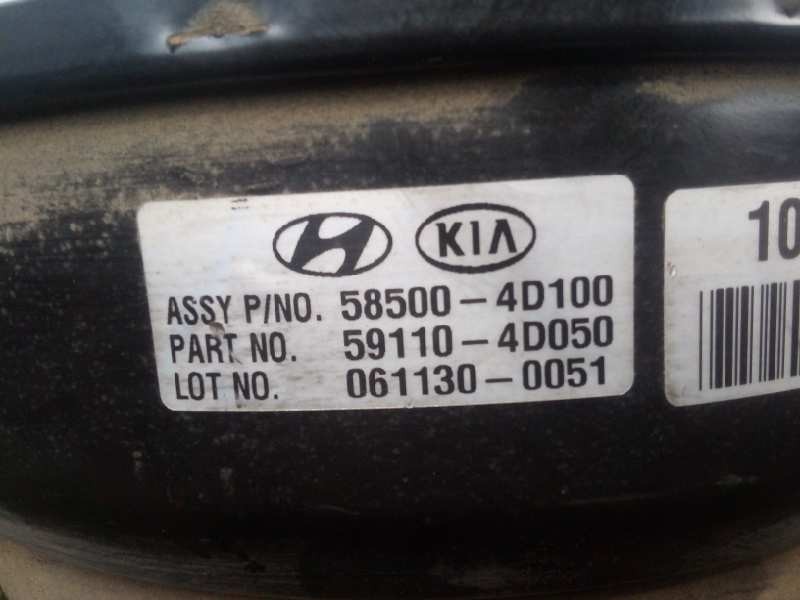 KIA
ASSY P/NO. 58500-4D100
PART NO. 59110-4D050
LOT NO. 061130-0051
10